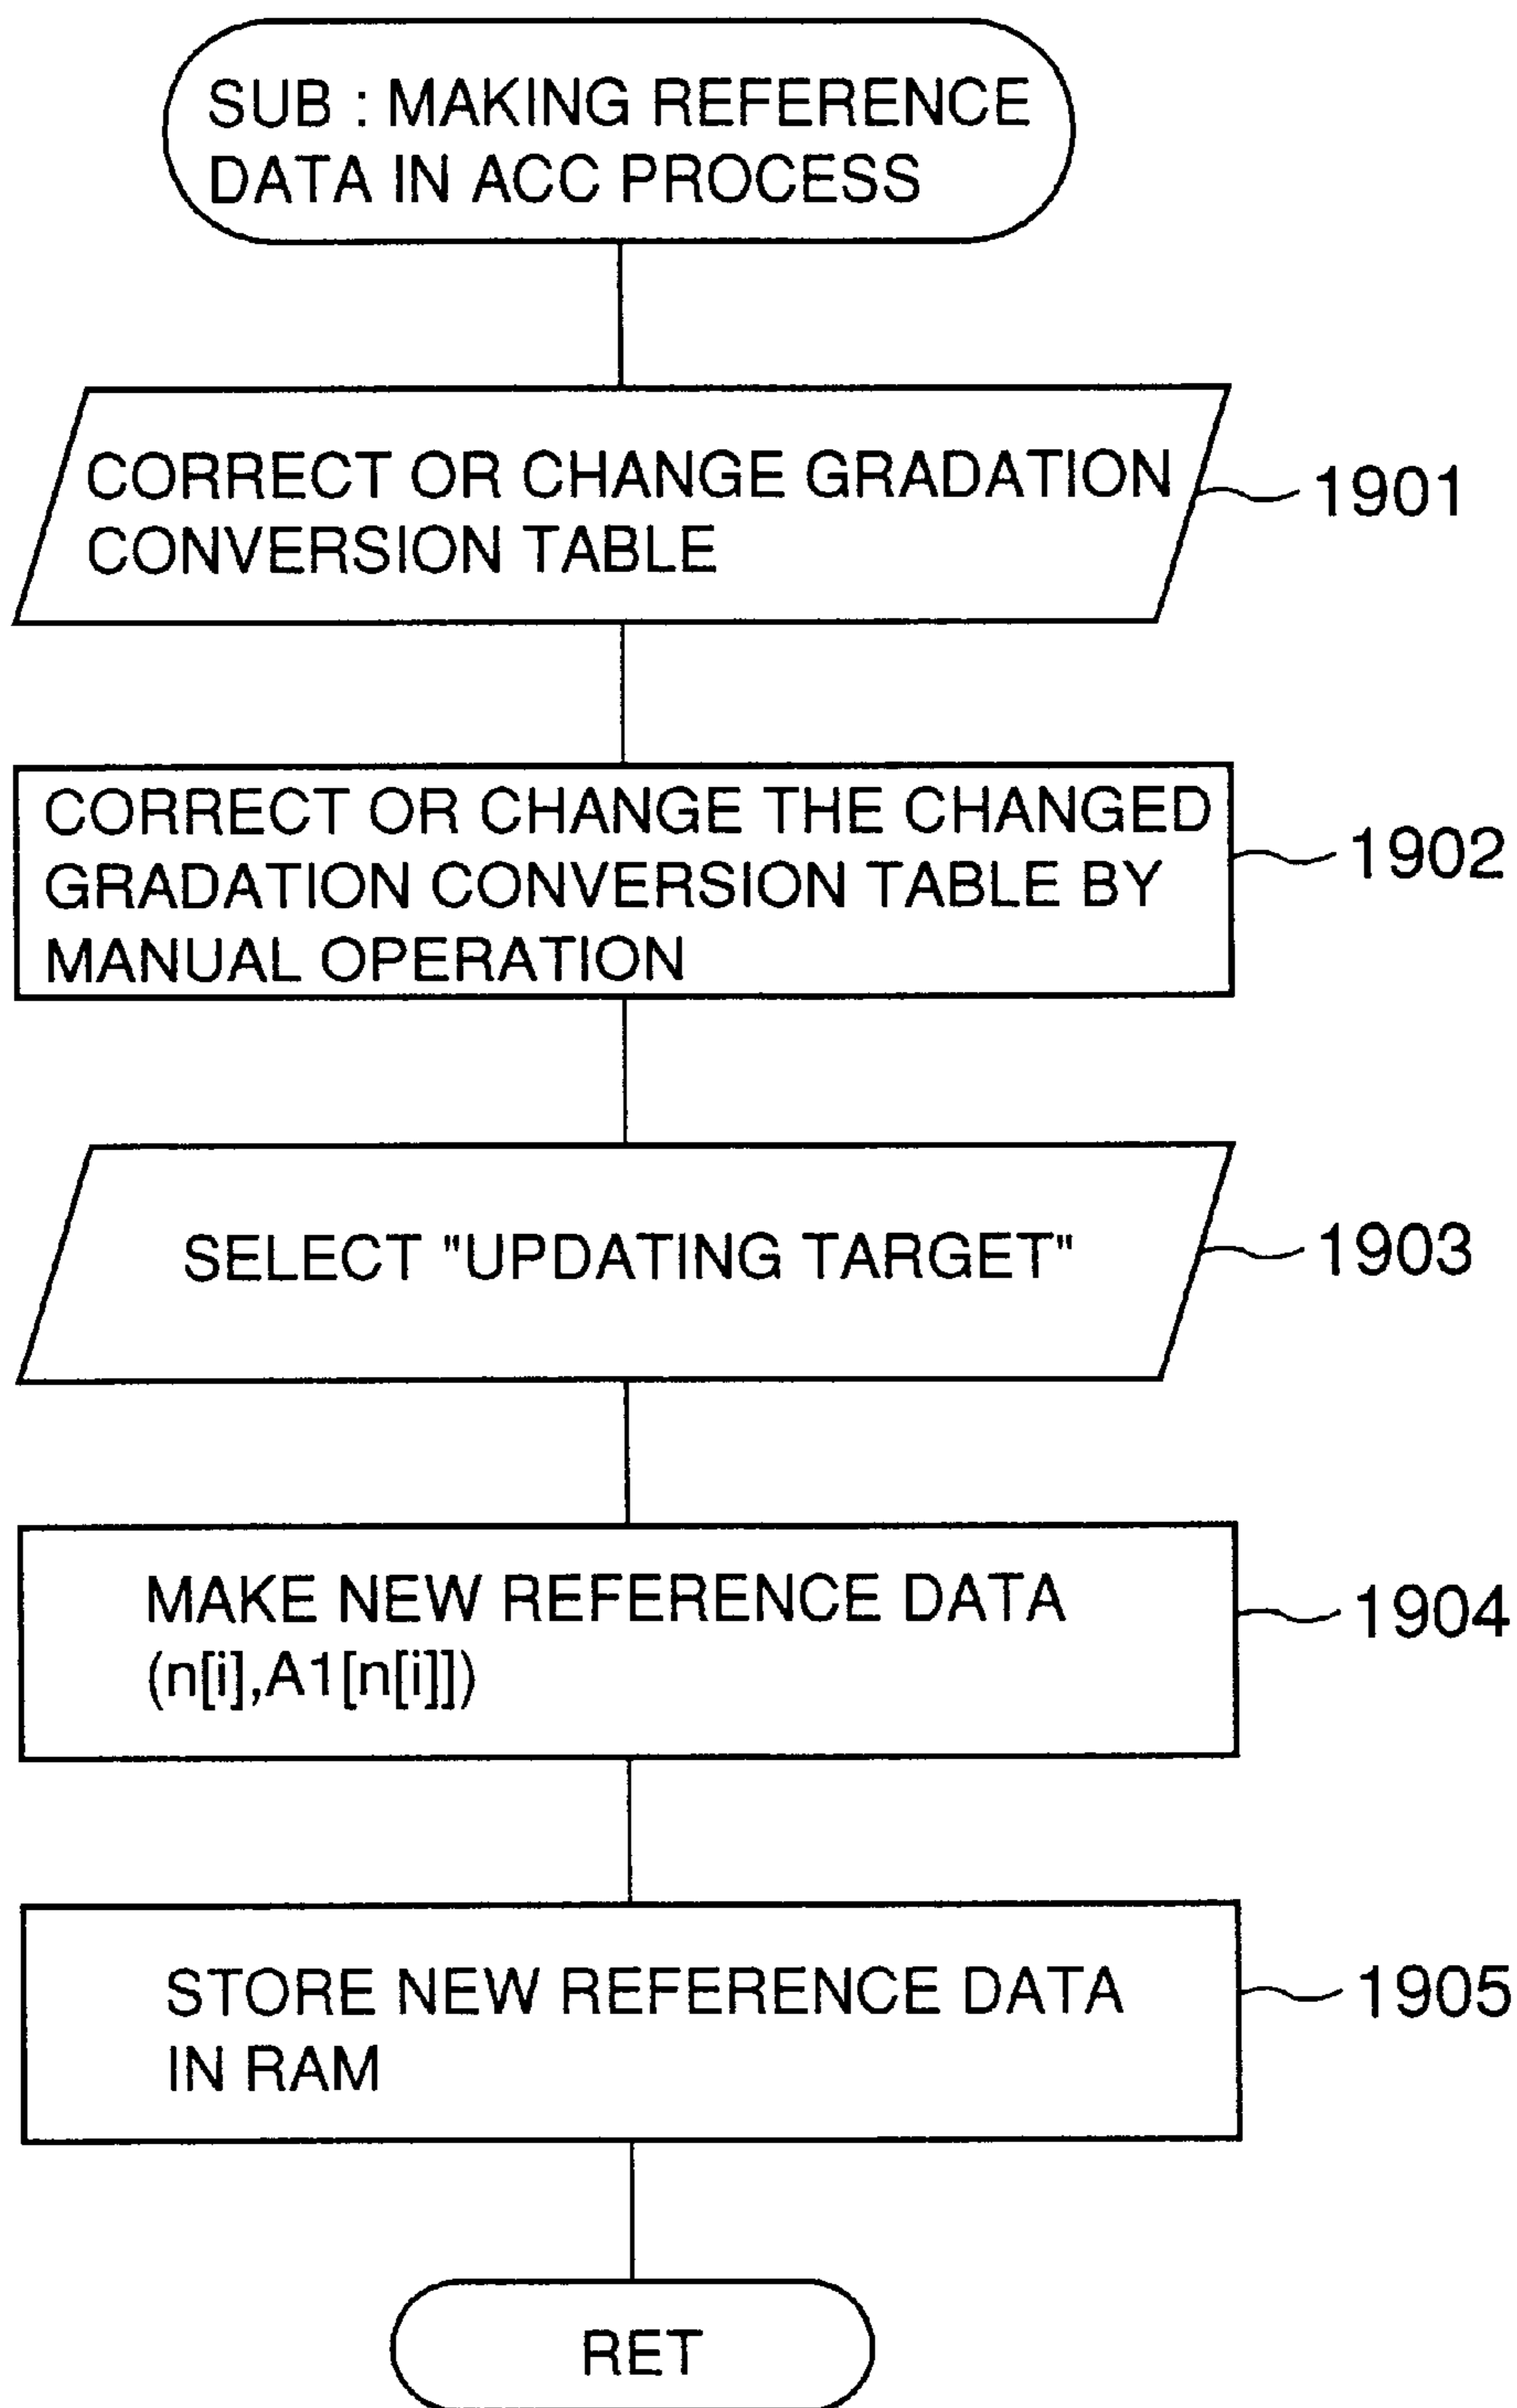 SUB : MAKING REFERENCE
DATA IN ACC PROCESS
CORRECT OR CHANGE GRADATION
CONVERSION TABLE
1901
CORRECT OR CHANGE THE CHANGED
GRADATION CONVERSION TABLE BY
MANUAL OPERATION
1902
SELECT "UPDATING TARGET"
1903
MAKE NEW REFERENCE DATA
(n[i],A1[n[i]])
1904
STORE NEW REFERENCE DATA
IN RAM
1905
RET